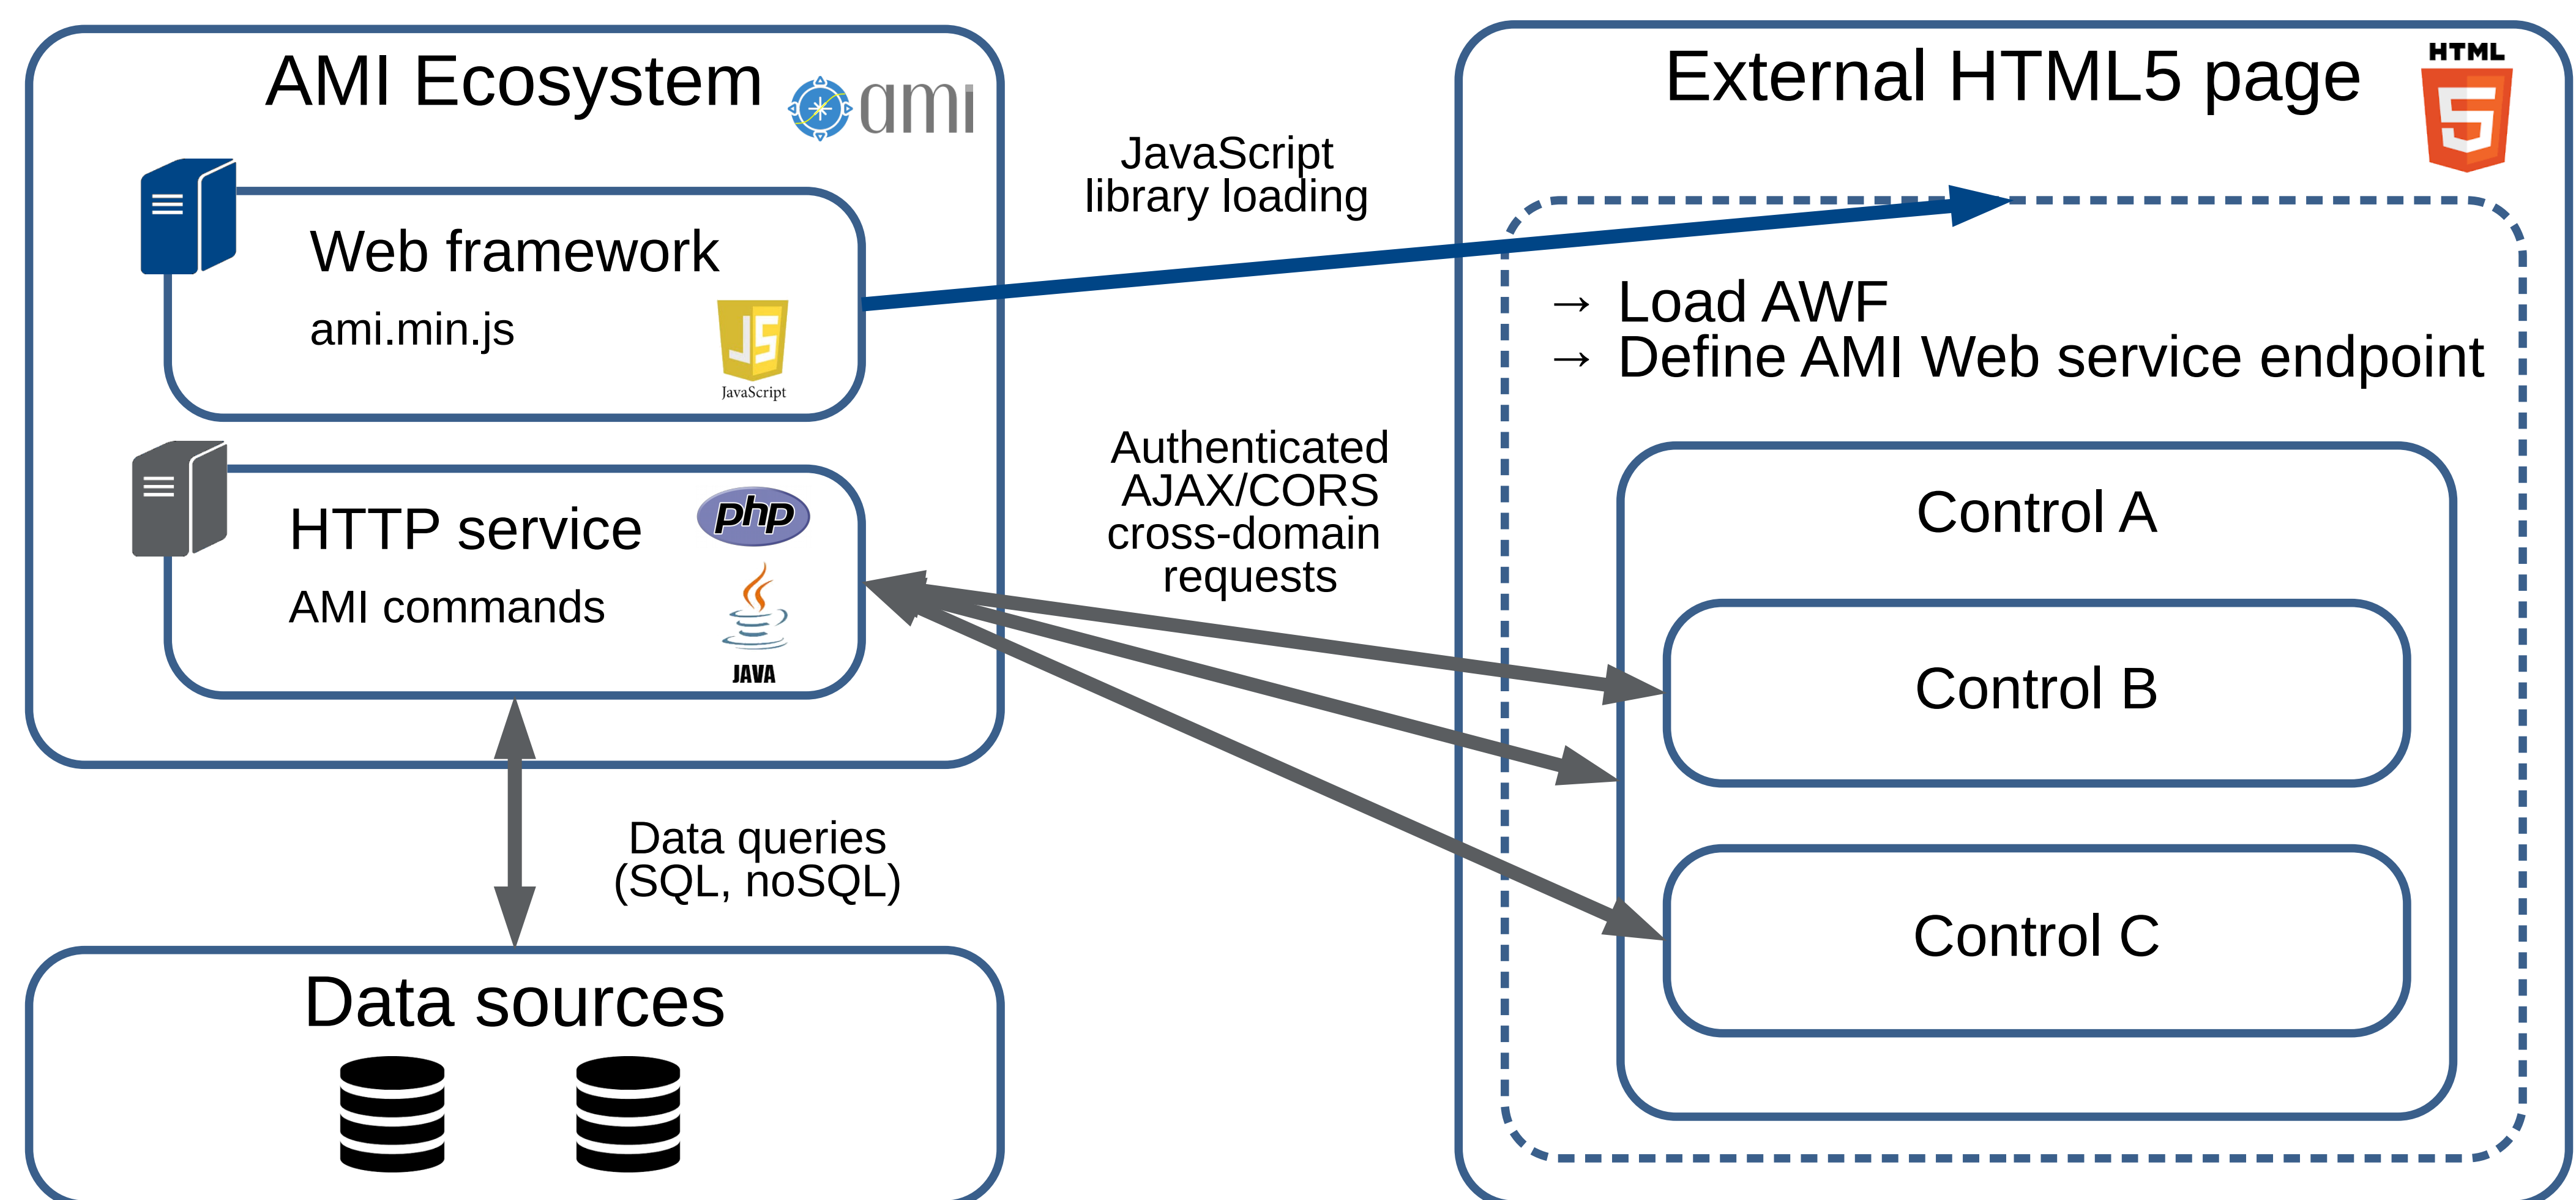 AMI Ecosystem
ami
Web framework
ami.min.js
JavaScript
HTTP service
php
AMI commands
JAVA
Data queries
(SQL, noSQL)
Data sources
JavaScript
library loading
Authenticated
AJAX/CORS
cross-domain
requests
External HTML5 page
HTML
5
→ Load AWF
→ Define AMI Web service endpoint
Control A
Control B
Control C